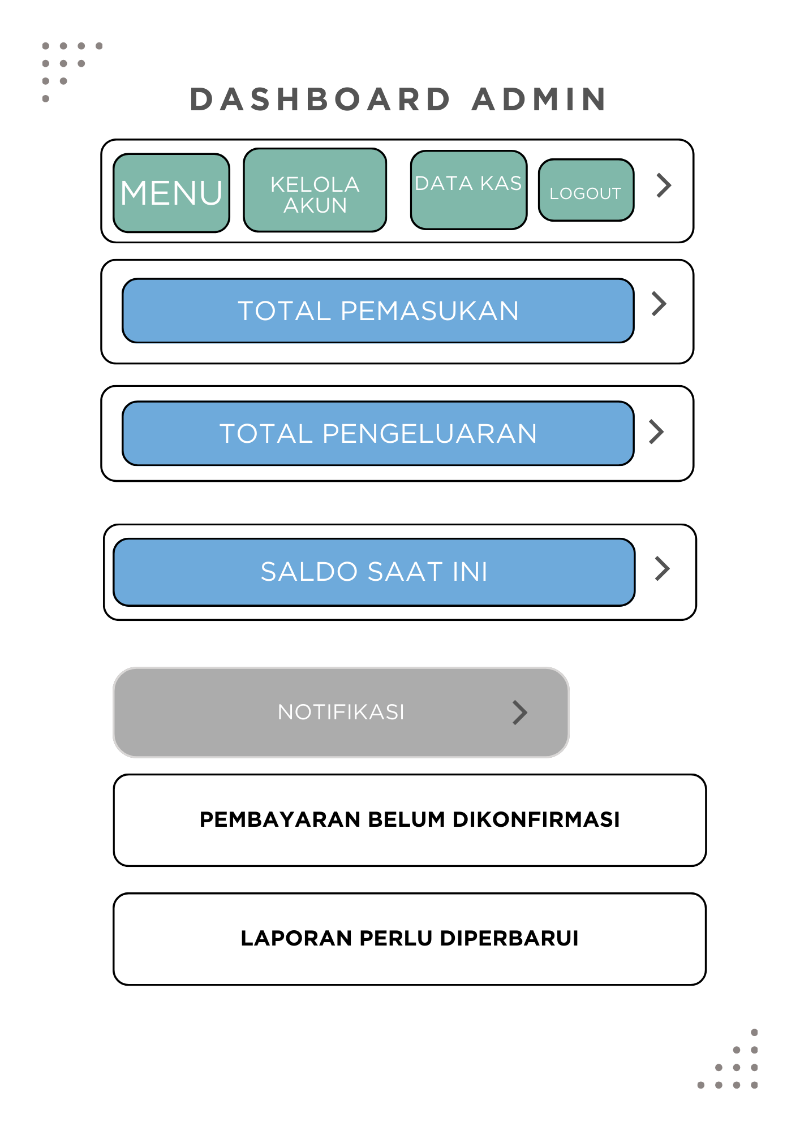 DASHBOARD ADMIN
MENU
KELOLA
AKUN
DATA KAS
LOGOUT
TOTAL PEMASUKAN
TOTAL PENGELUARAN
SALDO SAAT INI
NOTIFIKASI
PEMBAYARAN BELUM DIKONFIRMASI
LAPORAN PERLU DIPERBARUI